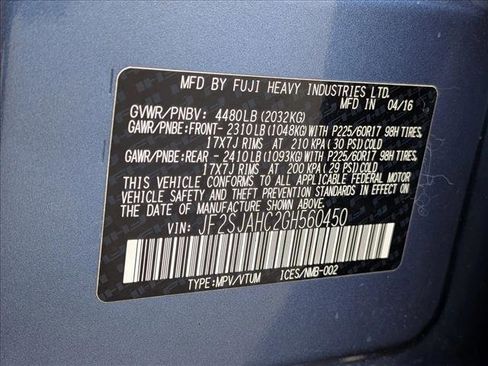 MFD BY FUJI HEAVY INDUSTRIES LTD.
MADE IN JAPAN 04/16
GVWR/PNBV: 4480LB(2032KG)
GAWR/PNBE:FRONT- 2310LB(1048KG)WITH P225/60R17 98H TIRES,
17X7J RIMS AT 210 KPA( 30 PSI)COLD
GAWR/PNBE:REAR - 2410LB(1093KG)WITH P225/60R17 98H TIRES,
17X7J RIMS AT 200 KPA( 29 PSI)COLD
THIS VEHICLE CONFORMS TO ALL APPLICABLE FEDERAL MOTOR
VEHICLE SAFETY AND THEFT PREVENTION STANDARDS IN EFFECT
ON THE DATE OF MANUFACTURE SHOWN ABOVE.
VIN: JF2SJAHC2GH560450
TYPE:MPV/VTUM ICES/NMB-002